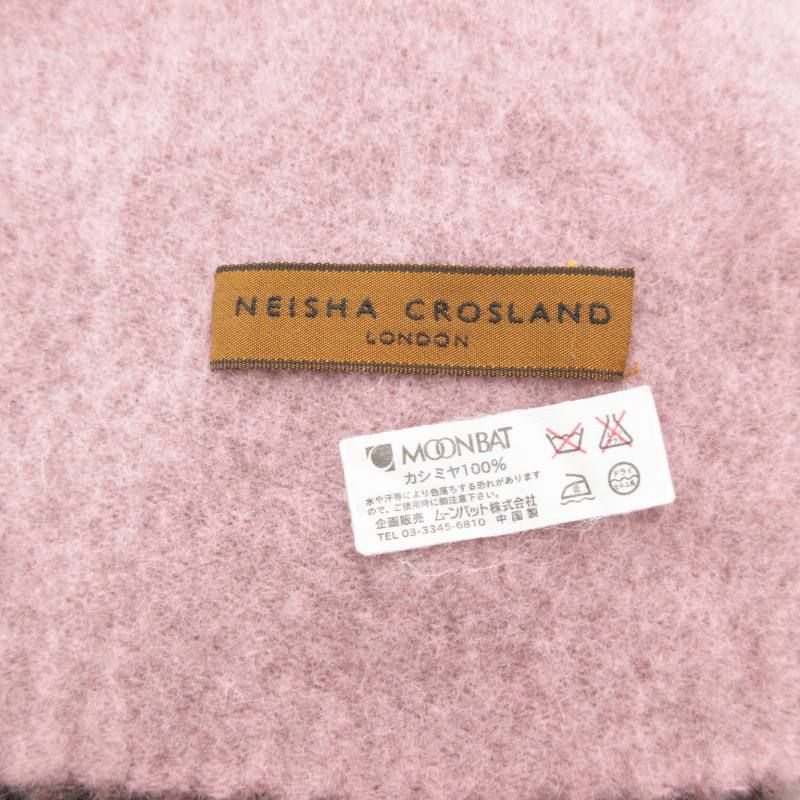 NEISHA CROSLAND
LONDON
MOONBAT
カシミヤ100%
水や汗等により色落ちする恐れがあります
ので、ご使用時に御注意下さい。
企画販売 ムーンバット株式会社
TEL 03-3345-6810 中国製
低
ドライ